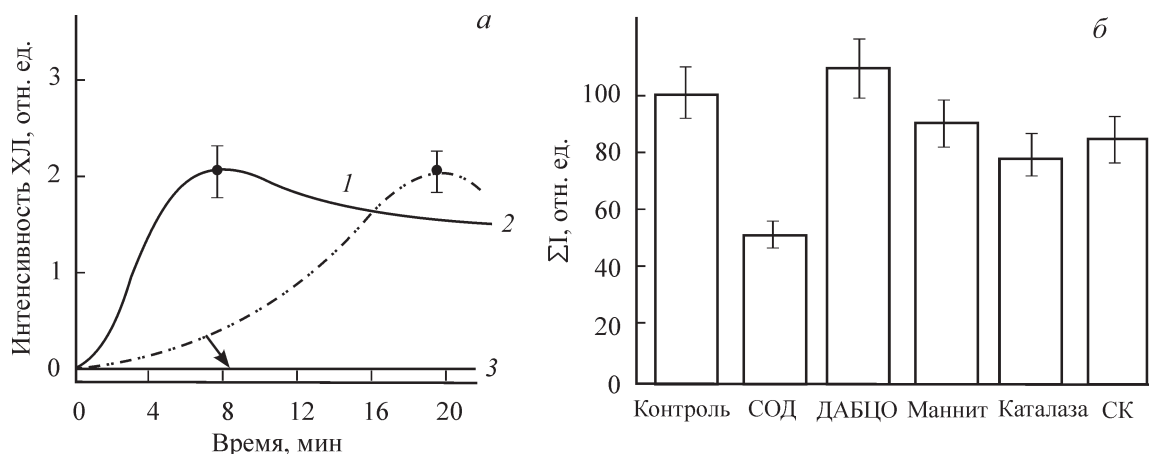 а
Интенсивность ХЛ, отн. ед.
3
2
1
0
1
2
3
0 4 8 12 16 20
Время, мин
б
ΣI, отн. ед.
100
80
60
40
20
0
Контроль СОД ДАБЦО Маннит Каталаза СК